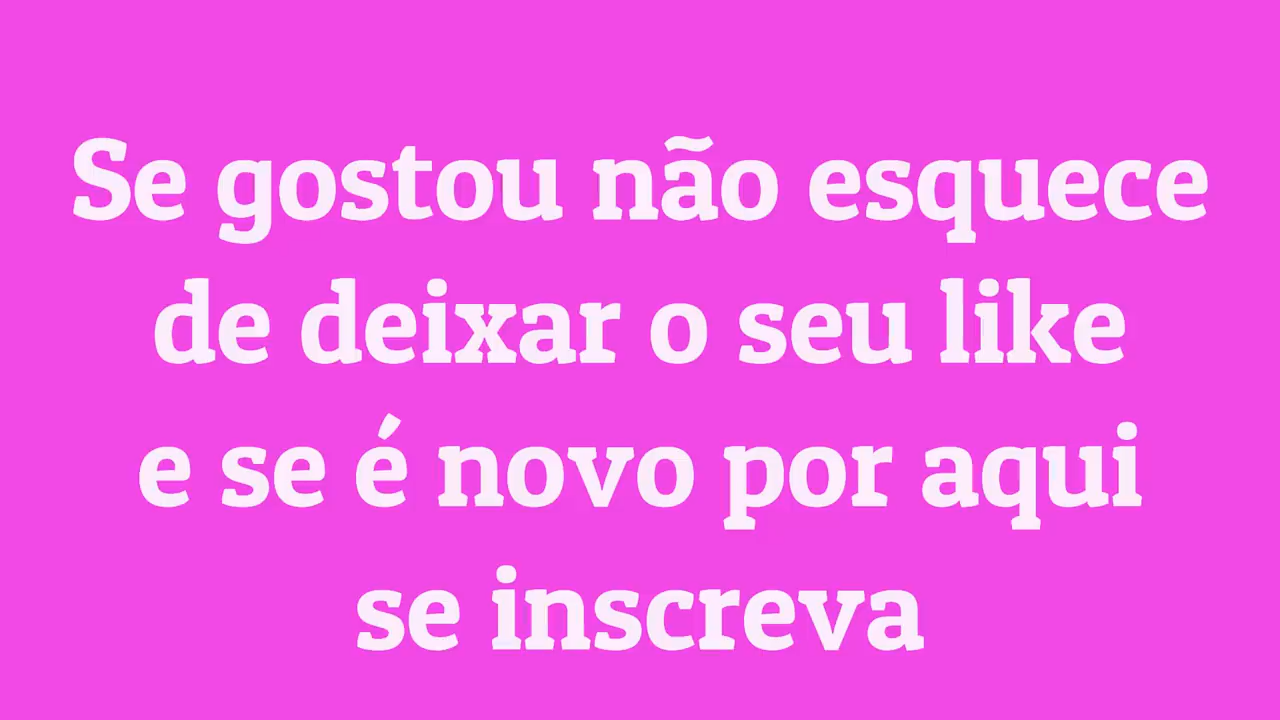 Se gostou não esquece
de deixar o seu like
e se é novo por aqui
se inscreva